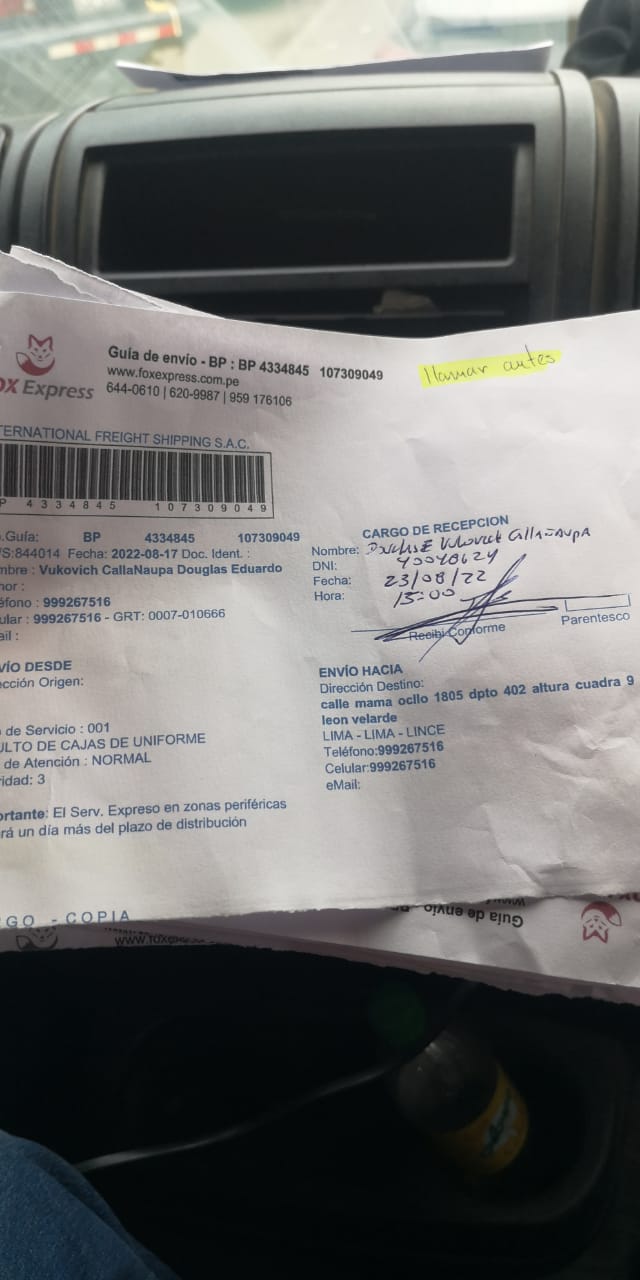 Guía de envío - BP : BP 4334845 107309049
www.foxexpress.com.pe
644-0610 | 620-9987 | 959 176106
OX Express
llamar antes
TERNATIONAL FREIGHT SHIPPING S.A.C.
P 4334845 107309049
.Guía: BP 4334845 107309049
/S:844014 Fecha: 2022-08-17 Doc. Ident. :
mbre : Vukovich CallaNaupa Douglas Eduardo
nor :
éfono : 999267516
ular : 999267516 - GRT: 0007-010666
ail :
CARGO DE RECEPCION
Nombre: Vukovich CallaÑaupa
DNI: 40048624
Fecha: 23/08/22
Hora: 15:00
Recibí Conforme
Parentesco
VÍO DESDE
ección Origen:
o de Servicio : 001
ULTO DE CAJAS DE UNIFORME
de Atención : NORMAL
ridad: 3
ortante: El Serv. Expreso en zonas periféricas
rá un día más del plazo de distribución
ENVÍO HACIA
Dirección Destino:
calle mama ocllo 1805 dpto 402 altura cuadra 9
leon velarde
LIMA - LIMA - LINCE
Teléfono:999267516
Celular:999267516
eMail:
GO - COPIA
Guía de envío